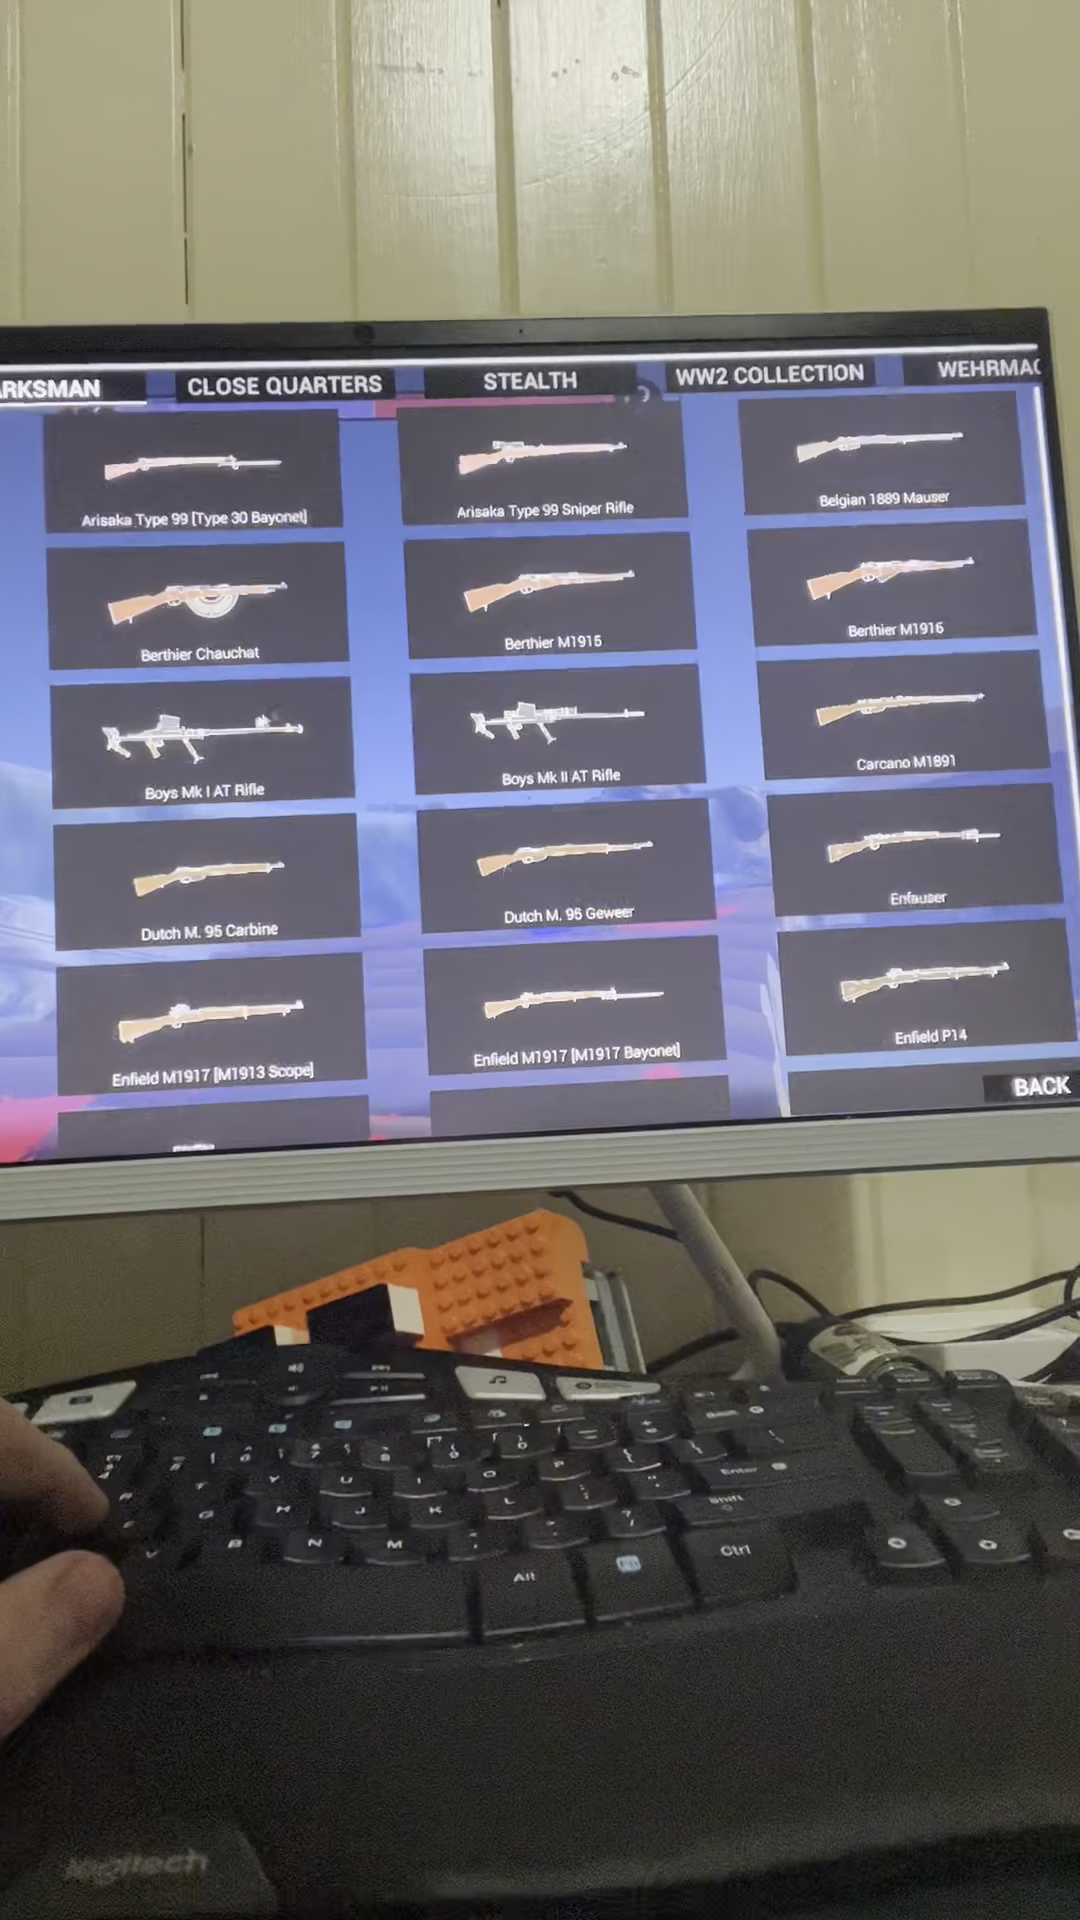 ARKSMAN
CLOSE QUARTERS
STEALTH
WW2 COLLECTION
WEHRMAC
Arisaka Type 99 [Type 30 Bayonet]
Arisaka Type 99 Sniper Rifle
Belgian 1889 Mauser
Berthier Chauchat
Berthier M1915
Berthier M1916
Boys Mk I AT Rifle
Boys Mk II AT Rifle
Carcano M1891
Dutch M. 95 Carbine
Dutch M. 95 Geweer
Enfauser
Enfield M1917 [M1913 Scope]
Enfield M1917 [M1917 Bayonet]
Enfield P14
BACK
Y
U
I
O
P
Enter
G
H
J
K
L
Shift
V
B
N
M
Alt
Ctrl
Logitech